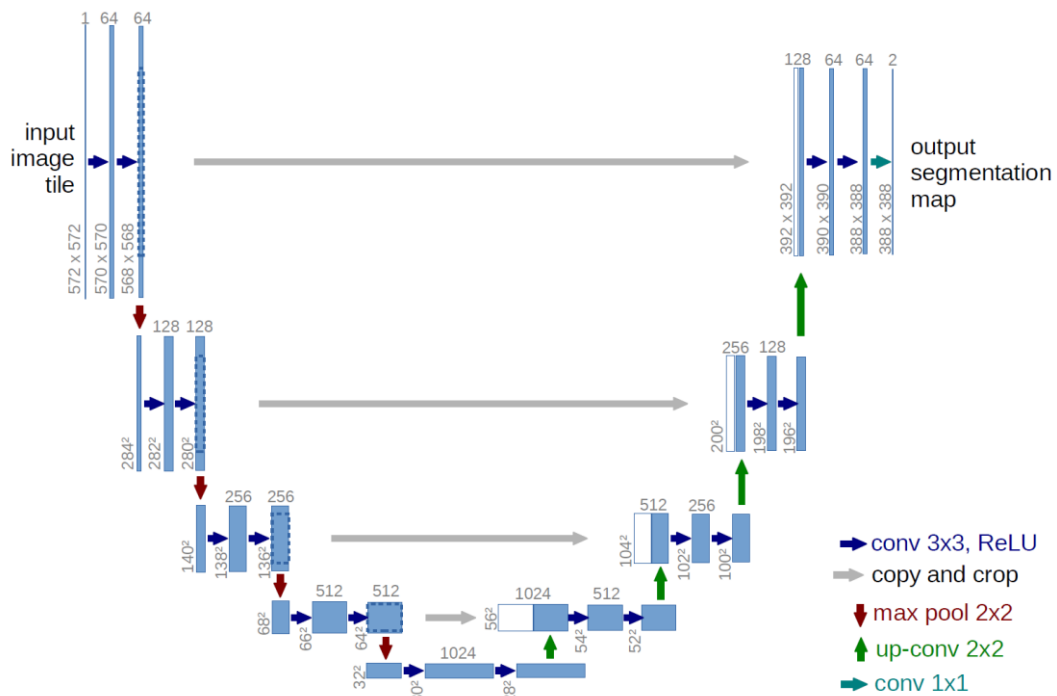 1 64 64
128 64 64 2
input
image
tile
output
segmentation
map
572 x 572
570 x 570
568 x 568
392 x 392
390 x 390
388 x 388
388 x 388
128 128
256 128
284²
282²
280²
200²
198²
196²
256 256
512 256
140²
138²
136²
104²
102²
100²
conv 3x3, ReLU
copy and crop
max pool 2x2
up-conv 2x2
conv 1x1
512 512
1024 512
68²
66²
64²
56²
54²
52²
1024
32²